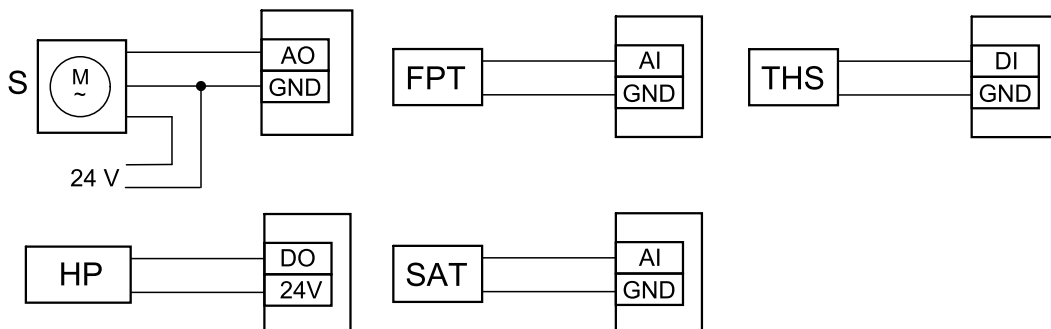 S
M
~
AO
GND
24 V
FPT
AI
GND
THS
DI
GND
HP
DO
24V
SAT
AI
GND